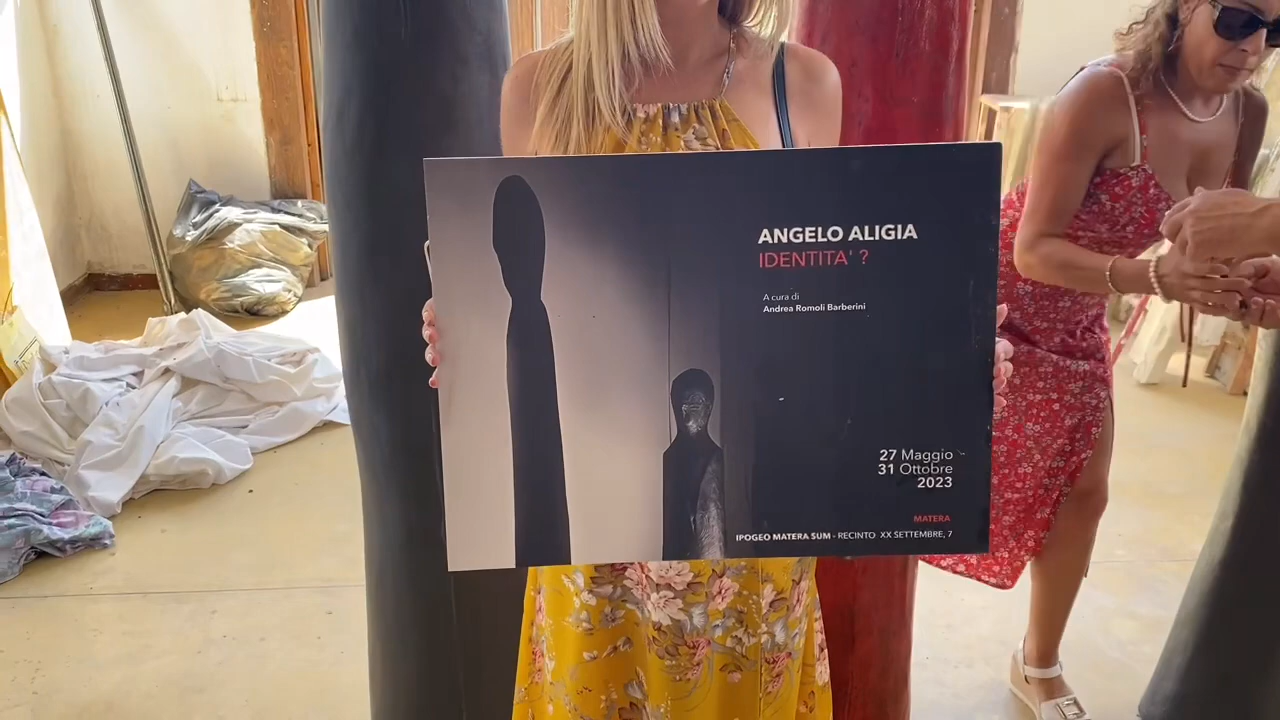 ANGELO ALIGIA
IDENTITA' ?
A cura di
Andrea Romoli Barberini
27 Maggio
31 Ottobre
2023
MATERA
IPOGEO MATERA SUM - RECINTO XX SETTEMBRE, 7